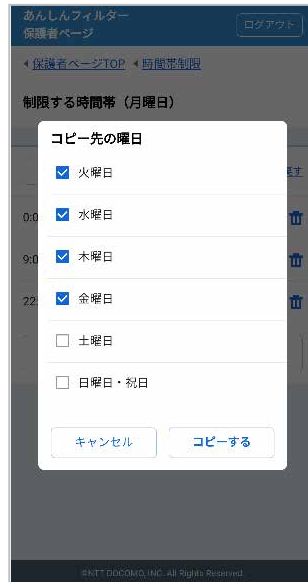 あんしんフィルター
保護者ページ
ログアウト
保護者ページTOP
時間帯制限
制限する時間帯（月曜日）
コピー先の曜日
火曜日
水曜日
木曜日
金曜日
土曜日
日曜日・祝日
キャンセル
コピーする
©NTT DOCOMO, INC. All Rights Reserved.